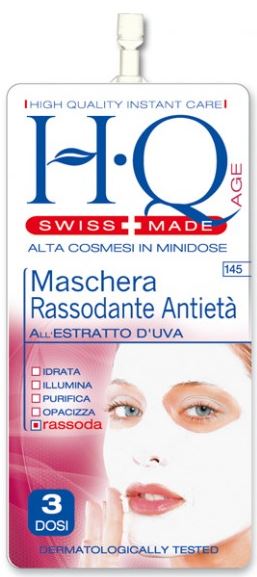 HIGH QUALITY INSTANT CARE
H·Q
AGE
SWISS MADE
ALTA COSMESI IN MINIDOSE
145
Maschera
Rassodante Antietà
ALL'ESTRATTO D'UVA
IDRATA
ILLUMINA
PURIFICA
OPACIZZA
rassoda
3
DOSI
DERMATOLOGICALLY TESTED